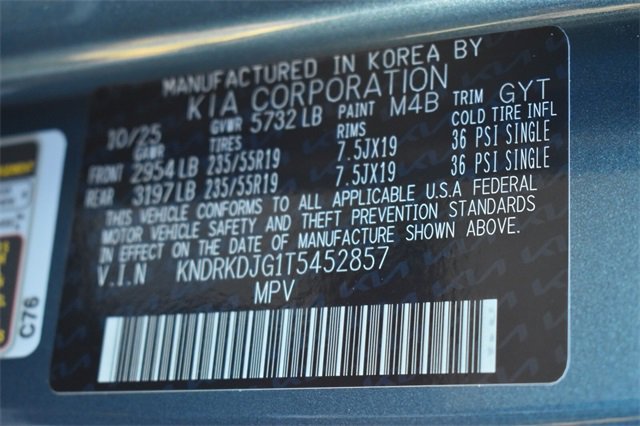 MANUFACTURED IN KOREA BY
KIA CORPORATION
10/25 GVWR 5732 LB PAINT M4B TRIM GYT
GAWR TIRES RIMS COLD TIRE INFL
FRONT 2954 LB 235/55R19 7.5JX19 36 PSI SINGLE
REAR 3197 LB 235/55R19 7.5JX19 36 PSI SINGLE
THIS VEHICLE CONFORMS TO ALL APPLICABLE U.S.A FEDERAL
MOTOR VEHICLE SAFETY AND THEFT PREVENTION STANDARDS
IN EFFECT ON THE DATE OF MANUFACTURE SHOWN ABOVE.
V.I.N KNDRKDJG1T5452857
MPV
C76